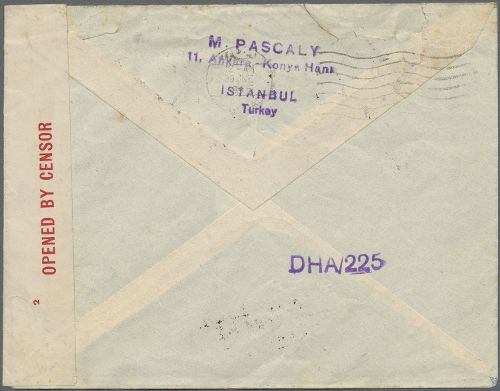 M. PASCALY
11, Ankara-Konya Hanı
ISTANBUL
Turkey
OPENED BY CENSOR
2
DHA/225